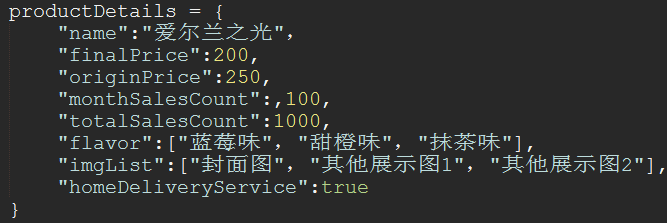 productDetails = {
"name":"爱尔兰之光",
"finalPrice":200,
"originPrice":250,
"monthSalesCount":,100,
"totalSalesCount":1000,
"flavor":["蓝莓味", "甜橙味", "抹茶味"],
"imgList":["封面图", "其他展示图1", "其他展示图2"],
"homeDeliveryService":true
}